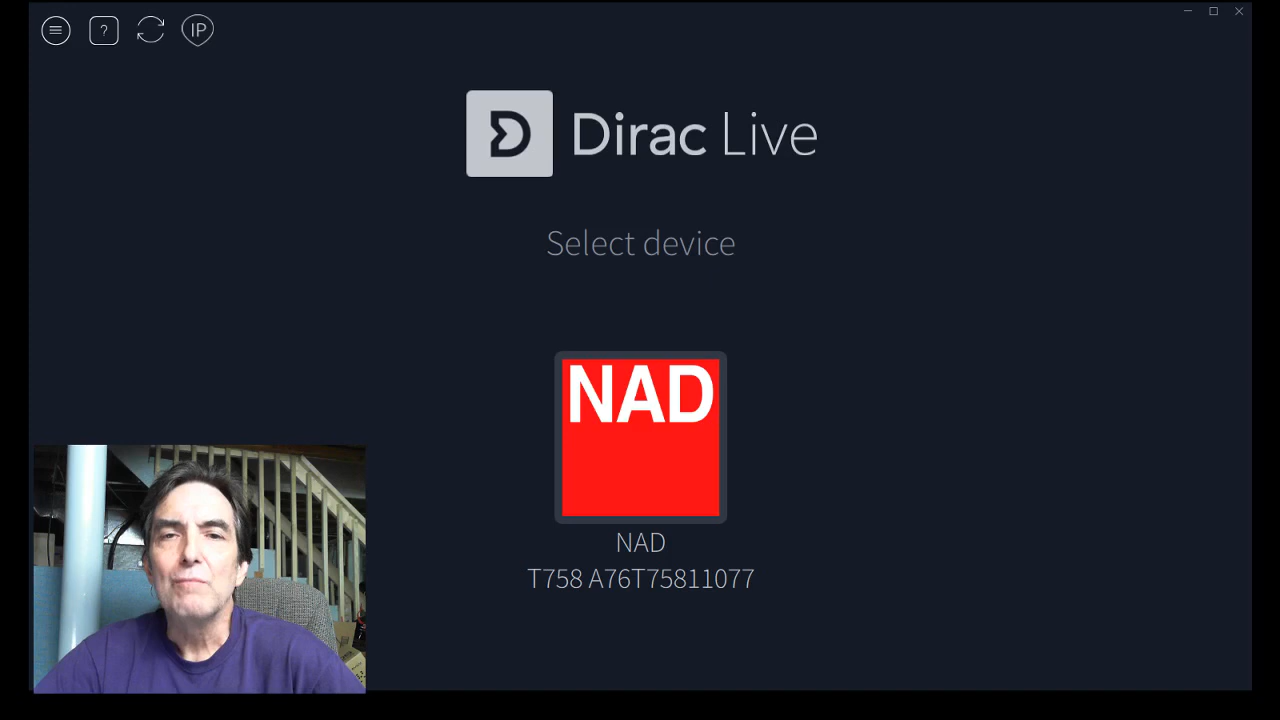 ?
IP
Dirac Live
Select device
NAD
NAD
T758 A76T75811077